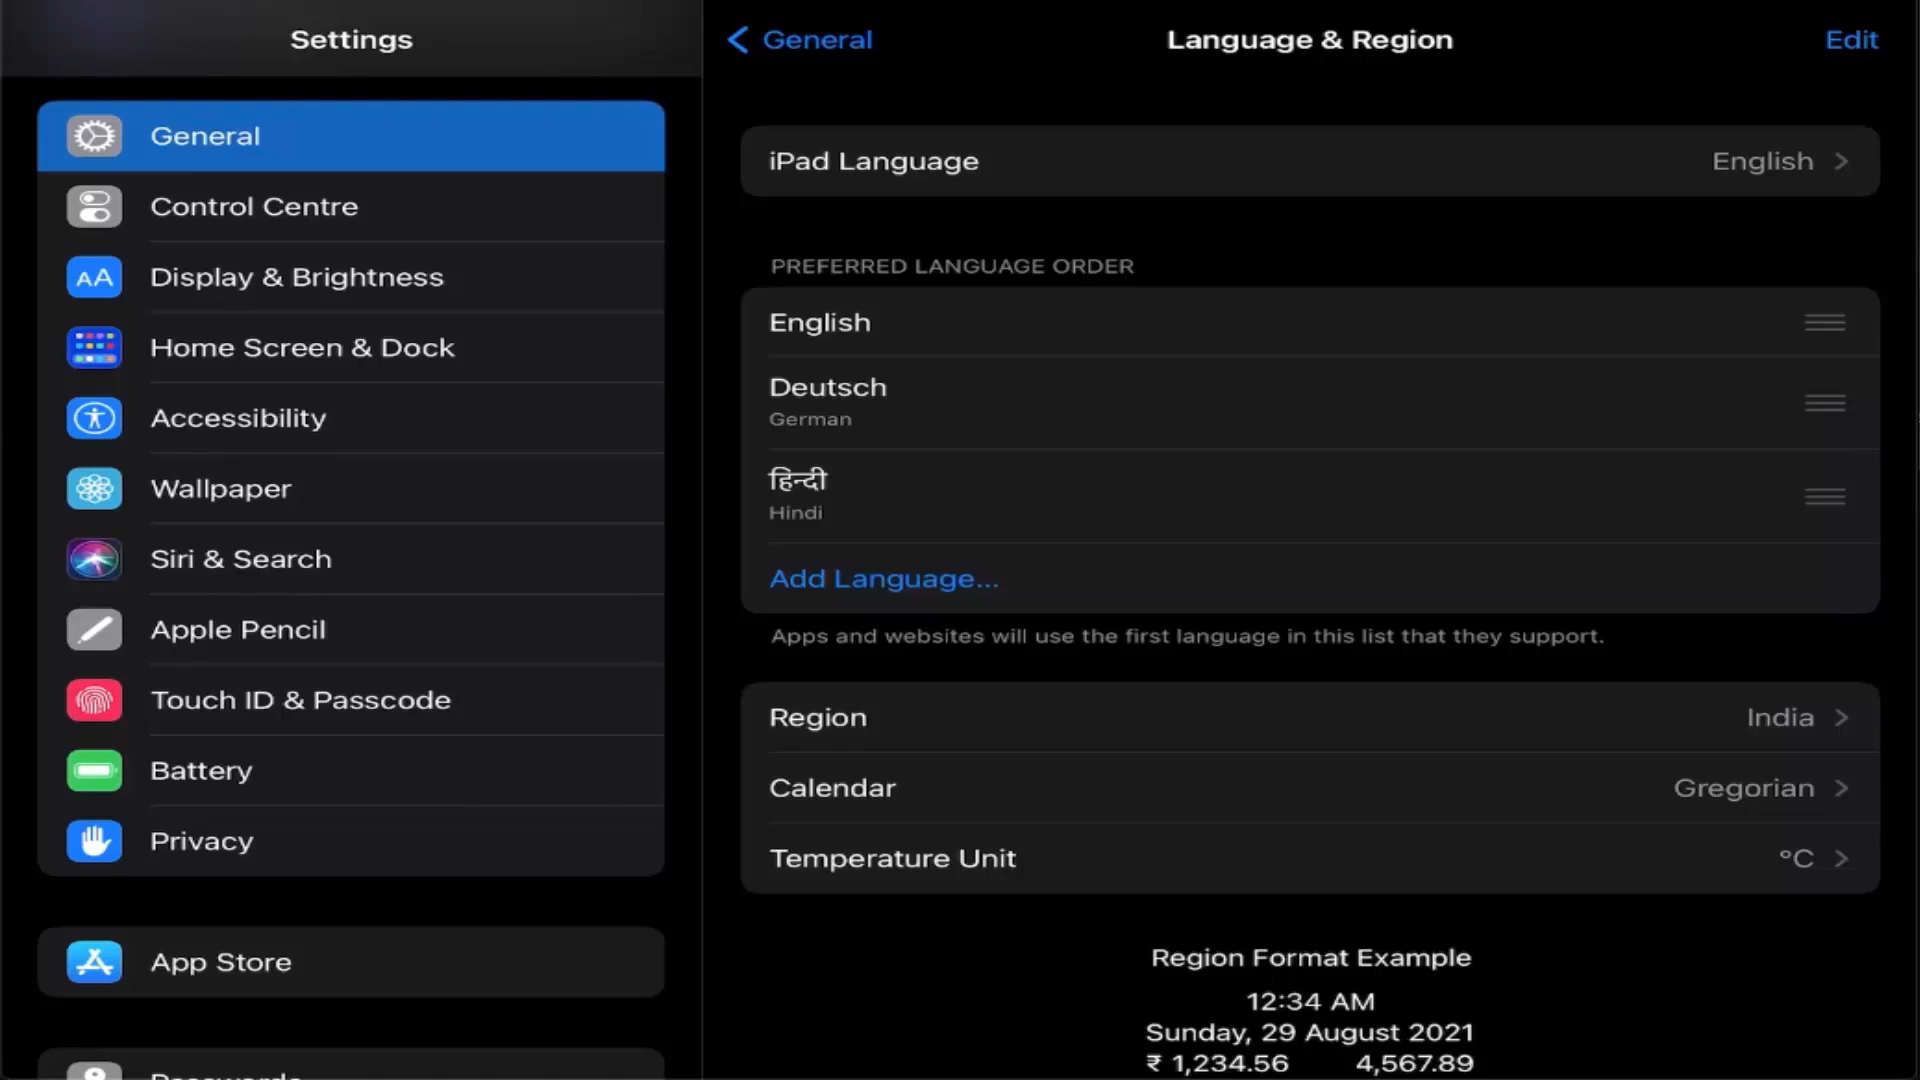 Settings
General
Control Centre
Display & Brightness
Home Screen & Dock
Accessibility
Wallpaper
Siri & Search
Apple Pencil
Touch ID & Passcode
Battery
Privacy
App Store
Passwords
General
Language & Region
Edit
iPad Language English
PREFERRED LANGUAGE ORDER
English
Deutsch
German
हिन्दी
Hindi
Add Language...
Apps and websites will use the first language in this list that they support.
Region India
Calendar Gregorian
Temperature Unit °C
Region Format Example
12:34 AM
Sunday, 29 August 2021
₹ 1,234.56 4,567.89